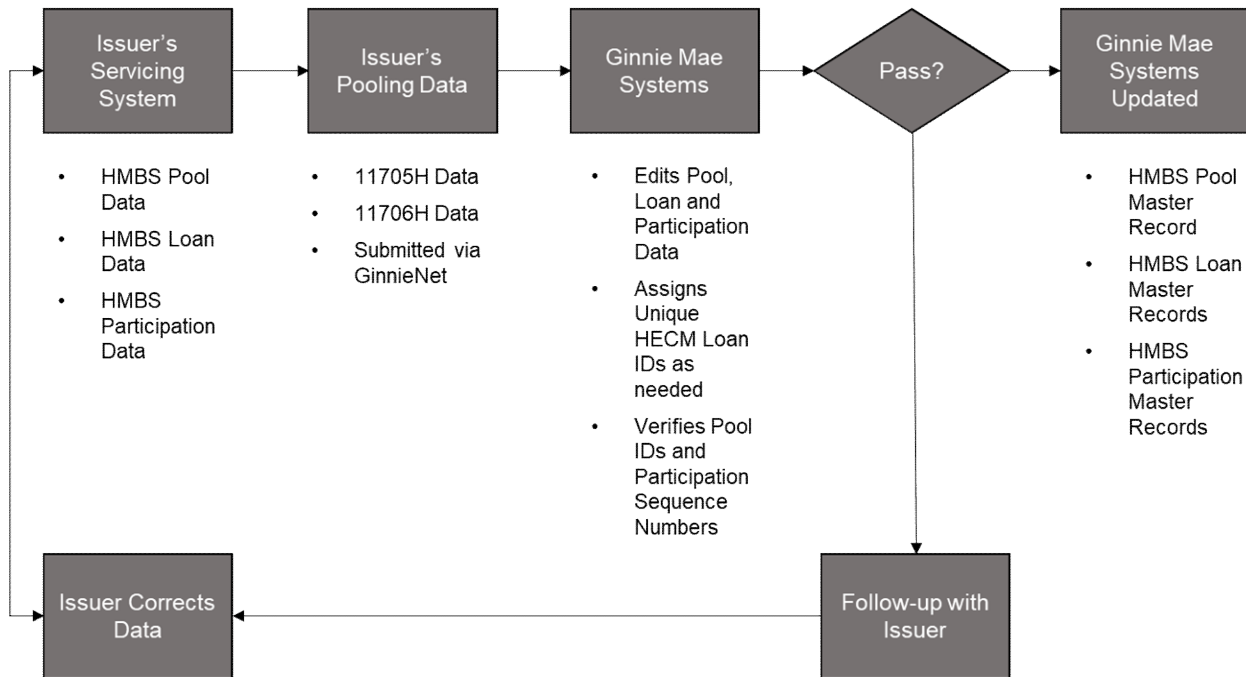 Issuer's
Servicing
System
Issuer's
Pooling Data
Ginnie Mae
Systems
Pass?
Ginnie Mae
Systems
Updated
• HMBS Pool
Data
• HMBS Loan
Data
• HMBS
Participation
Data
• 11705H Data
• 11706H Data
• Submitted via
GinnieNet
• Edits Pool,
Loan and
Participation
Data
• Assigns
Unique
HECM Loan
IDs as
needed
• Verifies Pool
IDs and
Participation
Sequence
Numbers
• HMBS Pool
Master
Record
• HMBS Loan
Master
Records
• HMBS
Participation
Master
Records
Issuer Corrects
Data
Follow-up with
Issuer